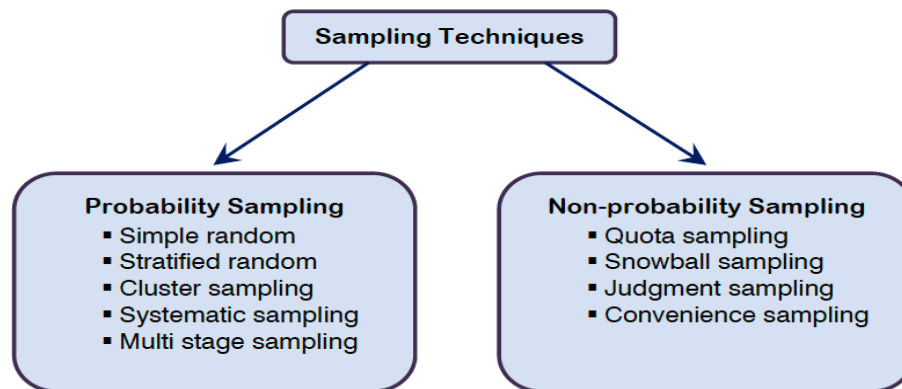 Sampling Techniques
Probability Sampling
▪ Simple random
▪ Stratified random
▪ Cluster sampling
▪ Systematic sampling
▪ Multi stage sampling
Non-probability Sampling
▪ Quota sampling
▪ Snowball sampling
▪ Judgment sampling
▪ Convenience sampling